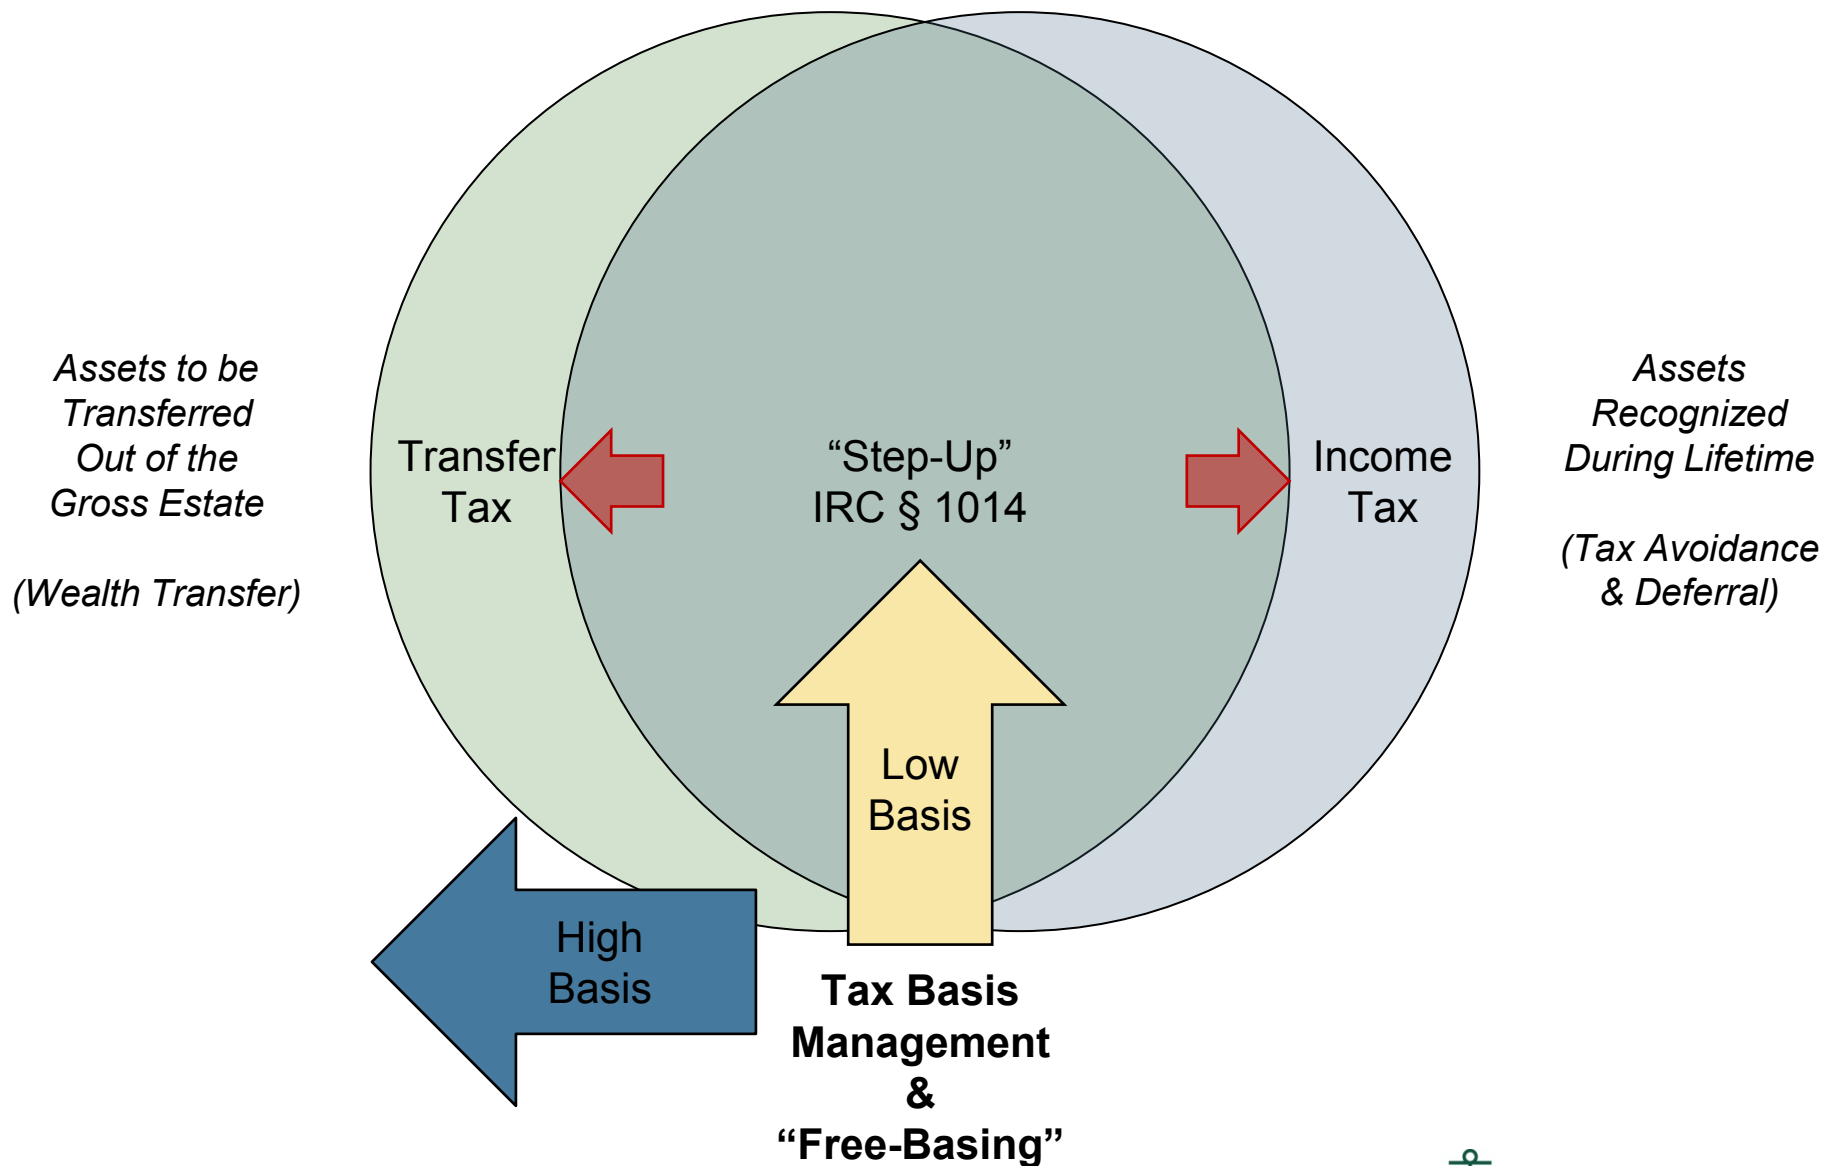 Assets to be
Transferred
Out of the
Gross Estate
(Wealth Transfer)
Transfer
Tax
“Step-Up”
IRC § 1014
Income
Tax
Assets
Recognized
During Lifetime
(Tax Avoidance
& Deferral)
Low
Basis
High
Basis
Tax Basis
Management
&
“Free-Basing”